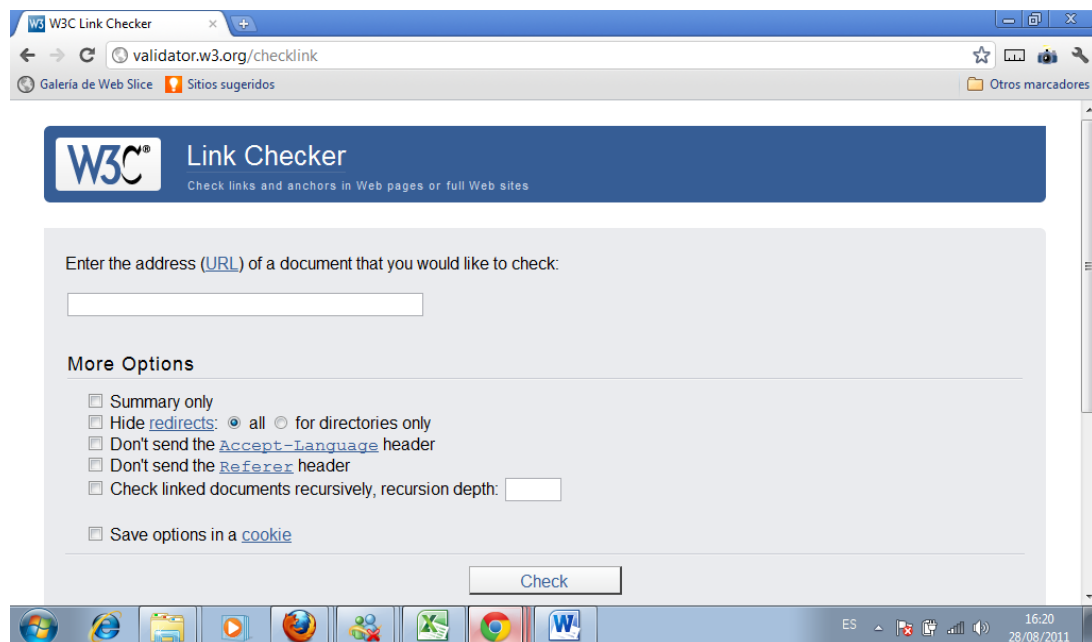 W3C Link Checker
validator.w3.org/checklink
Galería de Web Slice Sitios sugeridos Otros marcadores
W3C® Link Checker
Check links and anchors in Web pages or full Web sites
Enter the address (URL) of a document that you would like to check:
More Options
Summary only
Hide redirects: all for directories only
Don't send the Accept-Language header
Don't send the Referer header
Check linked documents recursively, recursion depth:
Save options in a cookie
Check
ES 16:20
28/08/2011